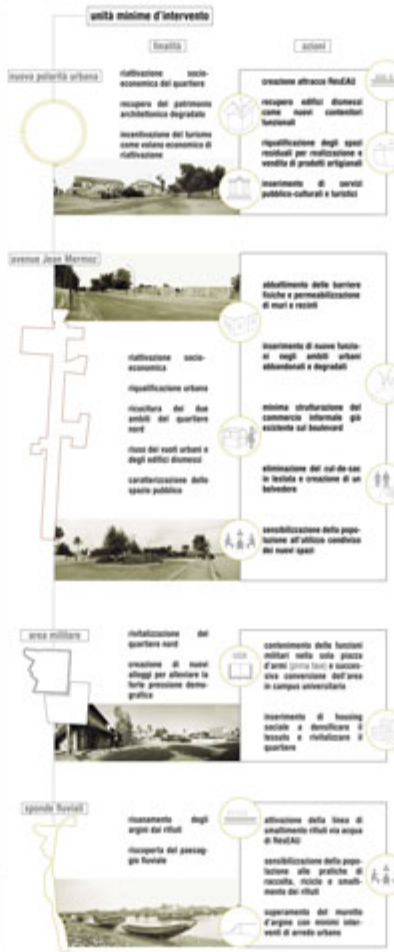 unità minime d'intervento
finalità
azioni
nuova polarità urbana
riattivazione socio-
economica del quartiere
recupero del patrimonio
architettonico degradato
incentivazione del turismo
come volano economico di
riattivazione
creazione attracco ResEAU
recupero edifici dismessi
come nuovi contenitori
funzionali
riqualificazione degli spazi
residuali per realizzazione e
vendita di prodotti artigianali
inserimento di servizi
pubblico-culturali e turistici
avenue Jean Mermoz
riattivazione socio-
economica
riqualificazione urbana
ricucitura dei due
ambiti del quartiere
nord
riuso dei vuoti urbani e
degli edifici dismessi
caratterizzazione dello
spazio pubblico
abbattimento delle barriere
fisiche e permeabilizzazione
di muri e recinti
inserimento di nuove funzio-
ni negli ambiti urbani
abbandonati e degradati
minima strutturazione del
commercio informale già
esistente sul boulevard
eliminazione del cul-de-sac
in testata e creazione di un
belvedere
sensibilizzazione della popo-
lazione all'utilizzo condiviso
dei nuovi spazi
area militare
rivitalizzazione del
quartiere nord
creazione di nuovi
alloggi per alleviare la
forte pressione demo-
grafica
contenimento delle funzioni
militari nella sola piazza
d'armi (prima fase) e succes-
siva conversione dell'area
in campus universitario
inserimento di housing
sociale a densificare il
tessuto e rivitalizzare il
quartiere
sponde fluviali
risanamento degli
argini dai rifiuti
riscoperta del paesag-
gio fluviale
attivazione della linea di
smaltimento rifiuti via acqua
di ResEAU
sensibilizzazione della popo-
lazione alle pratiche di
raccolta, riciclo e smalti-
mento dei rifiuti
superamento del muretto
d'argine con minimi inter-
venti di arredo urbano